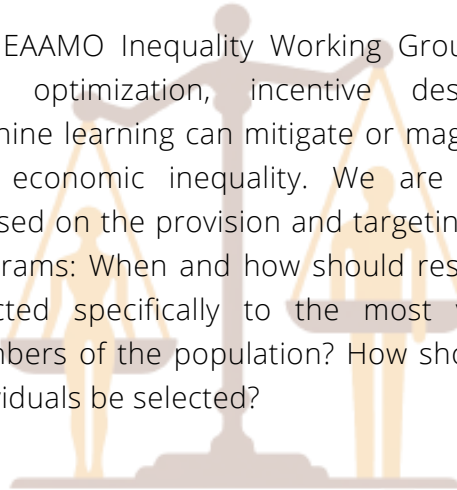 EAAMO Inequality Working Grou
optimization, incentive des
nine learning can mitigate or mag
economic inequality. We are
sed on the provision and targetin
rams: When and how should res
cted specifically to the most v
nbers of the population? How sho
viduals be selected?